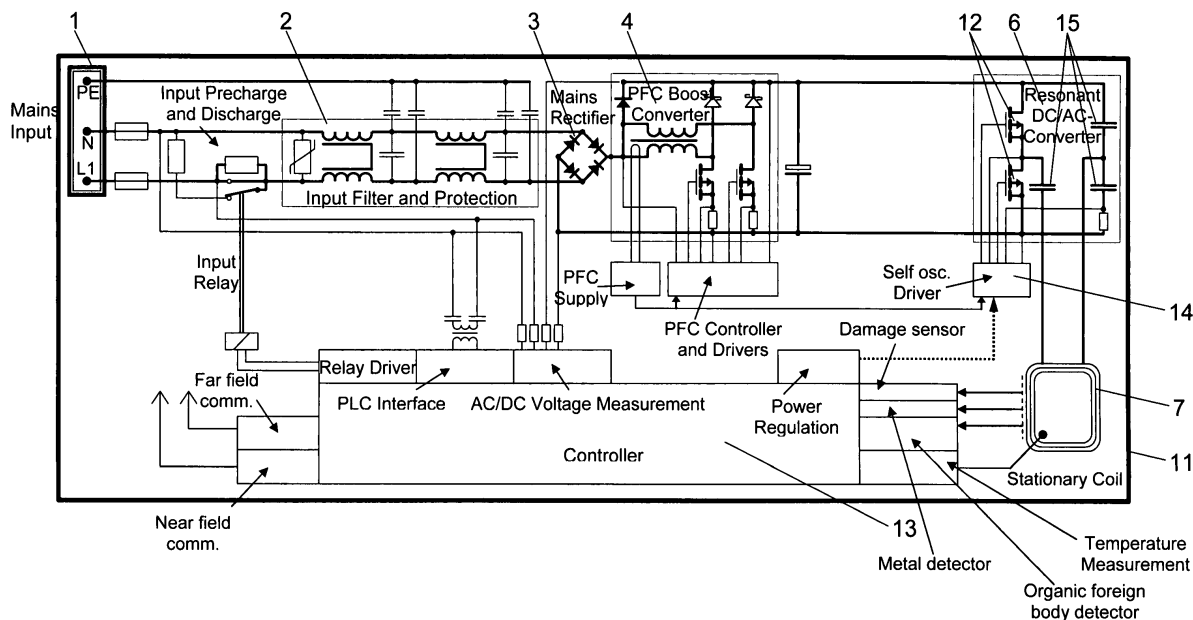 1
2
3
4
12
6
15
Mains
Input
PE
N
L1
Input Precharge
and Discharge
Mains
Rectifier
PFC Boost
Converter
Resonant
DC/AC-
Converter
Input Filter and Protection
Input
Relay
PFC
Supply
PFC Controller
and Drivers
Self osc.
Driver
14
Damage sensor
Relay Driver
PLC Interface
AC/DC Voltage Measurement
Power
Regulation
Far field
comm.
Controller
7
11
Stationary Coil
Near field
comm.
13
Metal detector
Temperature
Measurement
Organic foreign
body detector